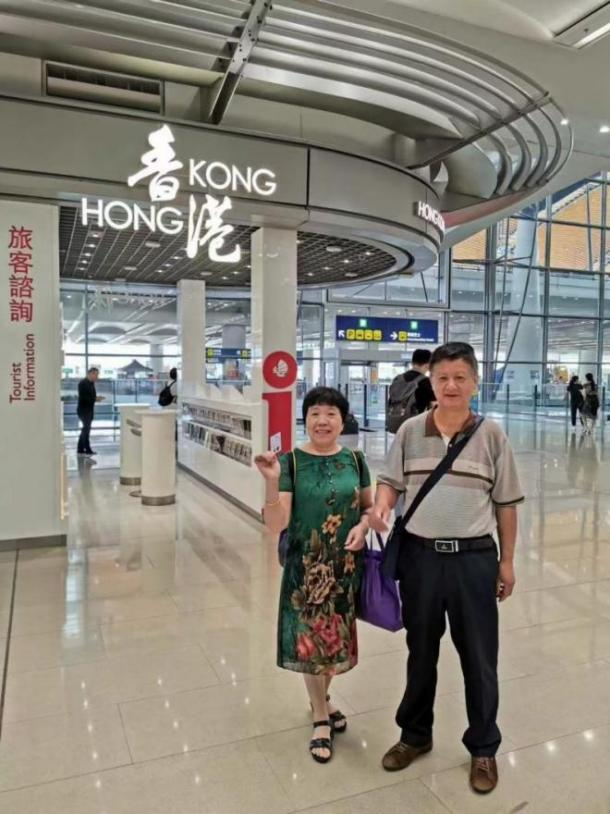 香 KONG
HONG 港
HONG
旅客諮詢
Tourist
Information
i